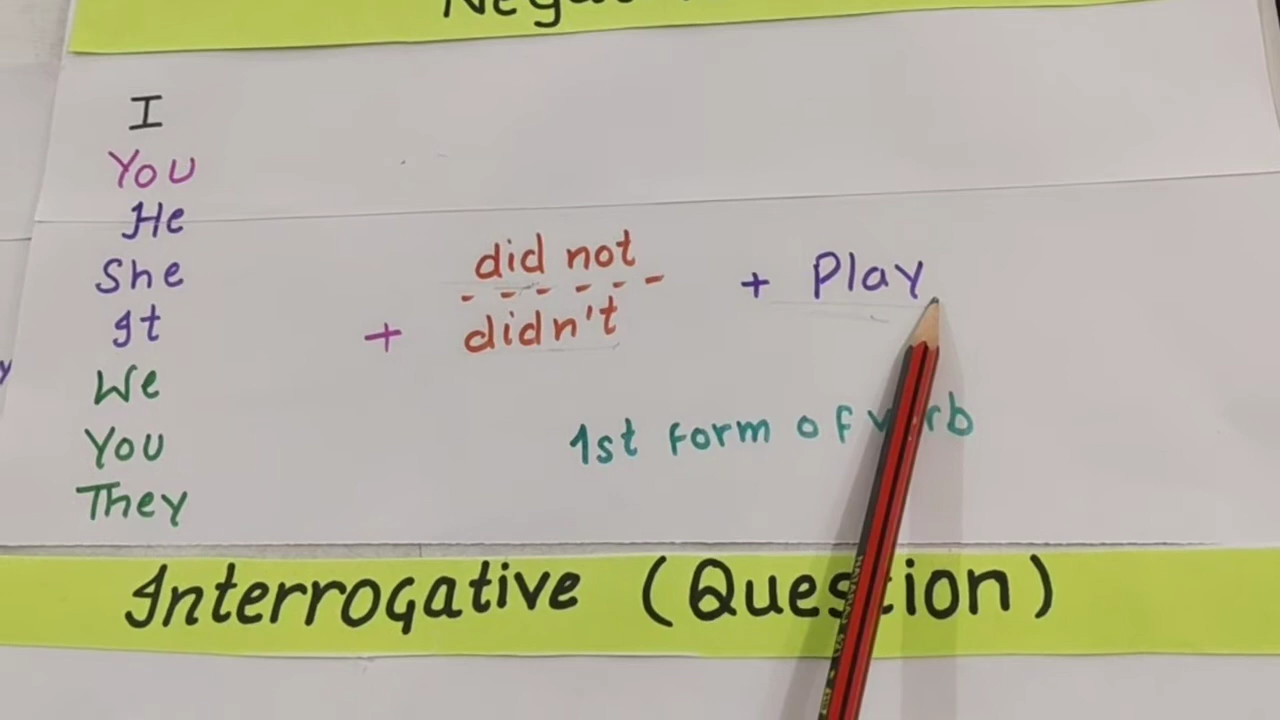 I
You
He
She
It
We
You
They
+
did not
didn't
+ Play
1st form of verb
Interrogative (Question)